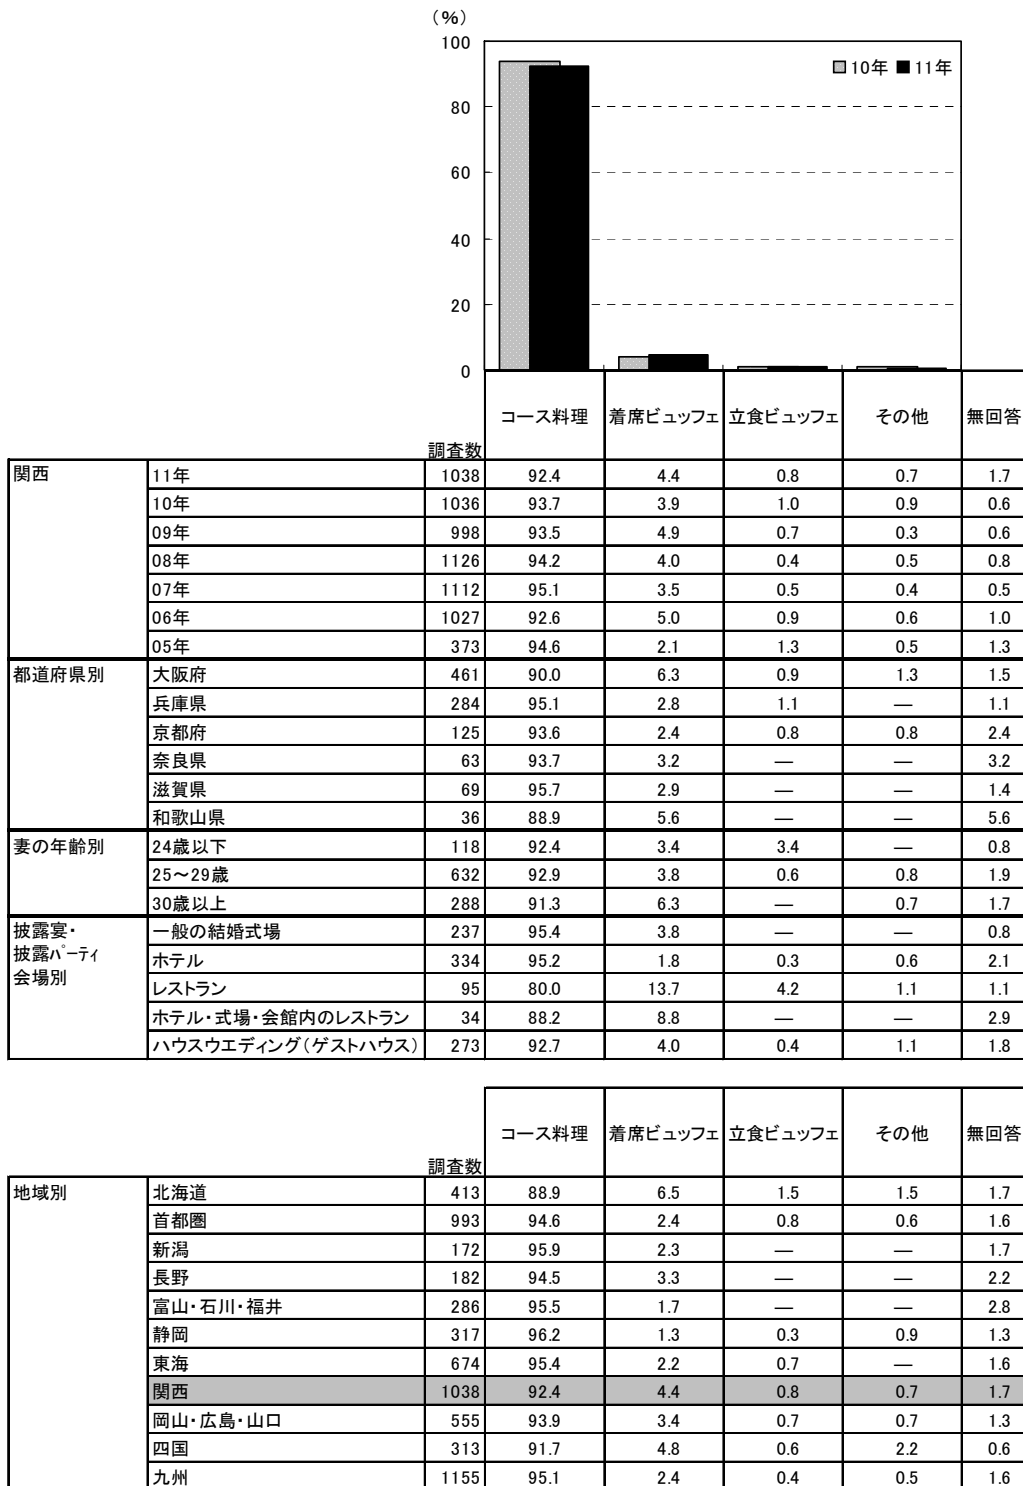 (%)
100
80
60
40
20
0
10年 11年
調査数 コース料理 着席ビュッフェ 立食ビュッフェ その他 無回答
関西 11年 1038 92.4 4.4 0.8 0.7 1.7
10年 1036 93.7 3.9 1.0 0.9 0.6
09年 998 93.5 4.9 0.7 0.3 0.6
08年 1126 94.2 4.0 0.4 0.5 0.8
07年 1112 95.1 3.5 0.5 0.4 0.5
06年 1027 92.6 5.0 0.9 0.6 1.0
05年 373 94.6 2.1 1.3 0.5 1.3
都道府県別 大阪府 461 90.0 6.3 0.9 1.3 1.5
兵庫県 284 95.1 2.8 1.1 — 1.1
京都府 125 93.6 2.4 0.8 0.8 2.4
奈良県 63 93.7 3.2 — — 3.2
滋賀県 69 95.7 2.9 — — 1.4
和歌山県 36 88.9 5.6 — — 5.6
妻の年齢別 24歳以下 118 92.4 3.4 3.4 — 0.8
25～29歳 632 92.9 3.8 0.6 0.8 1.9
30歳以上 288 91.3 6.3 — 0.7 1.7
披露宴・
披露ﾊﾟｰﾃｨ
会場別
一般の結婚式場 237 95.4 3.8 — — 0.8
ホテル 334 95.2 1.8 0.3 0.6 2.1
レストラン 95 80.0 13.7 4.2 1.1 1.1
ホテル・式場・会館内のレストラン 34 88.2 8.8 — — 2.9
ハウスウエディング（ゲストハウス） 273 92.7 4.0 0.4 1.1 1.8
調査数 コース料理 着席ビュッフェ 立食ビュッフェ その他 無回答
地域別 北海道 413 88.9 6.5 1.5 1.5 1.7
首都圏 993 94.6 2.4 0.8 0.6 1.6
新潟 172 95.9 2.3 — — 1.7
長野 182 94.5 3.3 — — 2.2
富山・石川・福井 286 95.5 1.7 — — 2.8
静岡 317 96.2 1.3 0.3 0.9 1.3
東海 674 95.4 2.2 0.7 — 1.6
関西 1038 92.4 4.4 0.8 0.7 1.7
岡山・広島・山口 555 93.9 3.4 0.7 0.7 1.3
四国 313 91.7 4.8 0.6 2.2 0.6
九州 1155 95.1 2.4 0.4 0.5 1.6